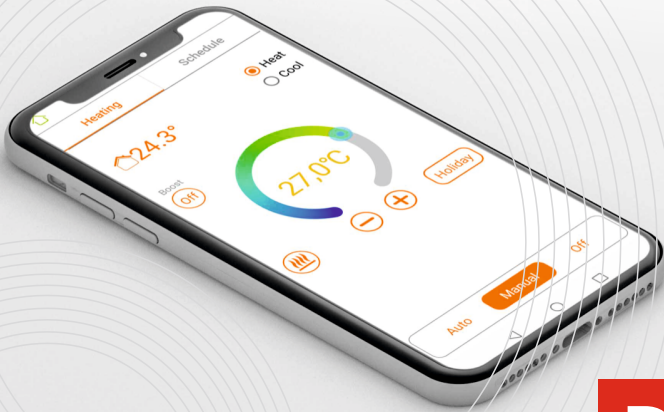 Heating
Schedule
24.3°
Heat
Cool
Boost
Off
27,0°C
Holiday
Auto
Manual
Off